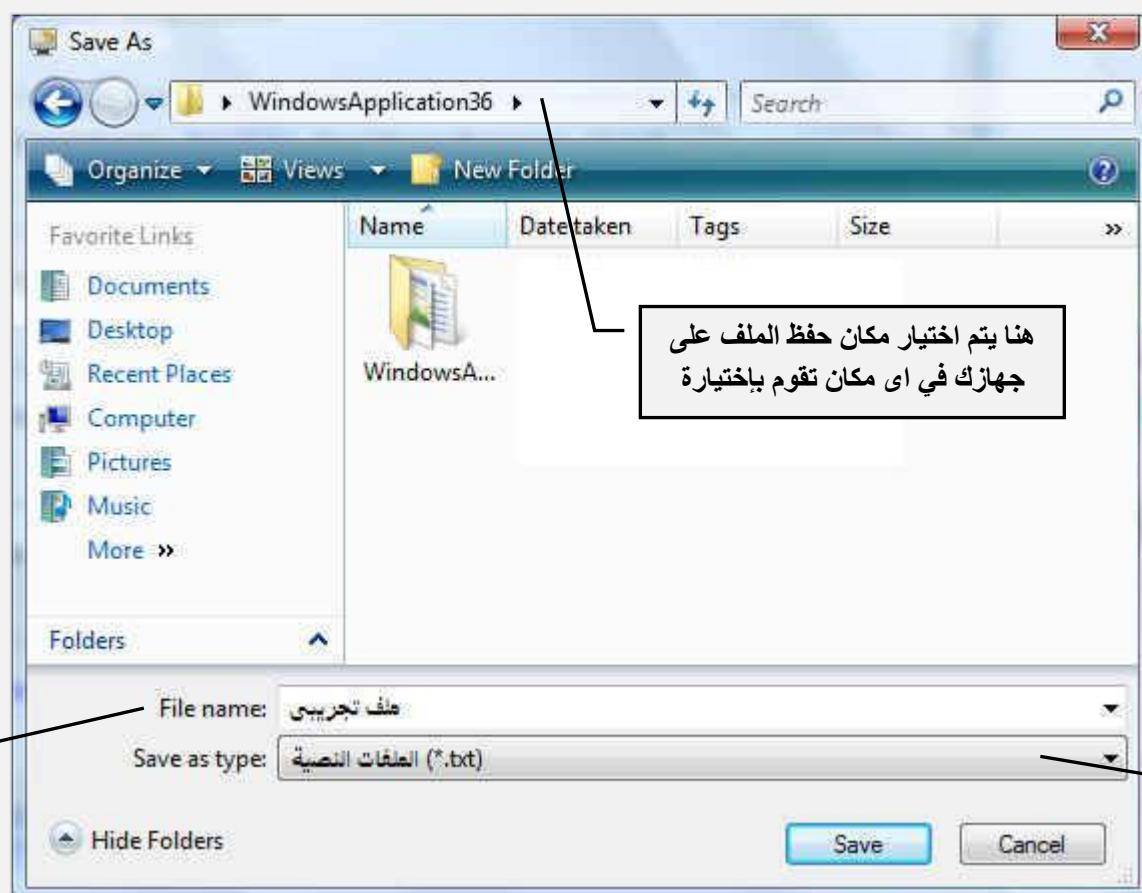 Save As
WindowsApplication36
Search
Organize Views New Folder
Favorite Links
Documents
Desktop
Recent Places
Computer
Pictures
Music
More »
Folders
Name Date taken Tags Size »
WindowsA...
هنا يتم اختيار مكان حفظ الملف على
جهازك في اى مكان تقوم بإختيارة
File name: ملف تجريبى
Save as type: الملفات النصية (*.txt)
Hide Folders Save Cancel